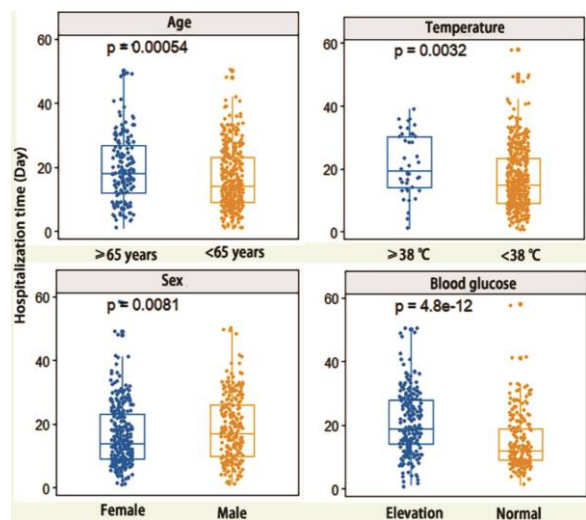 Age
Temperature
p = 0.00054
p = 0.0032
60
40
20
0
60
40
20
0
≥65 years <65 years
≥38 ℃ <38 ℃
Hospitalization time (Day)
Sex
Blood glucose
p = 0.0081
p = 4.8e-12
60
40
20
0
60
40
20
0
Female Male
Elevation Normal